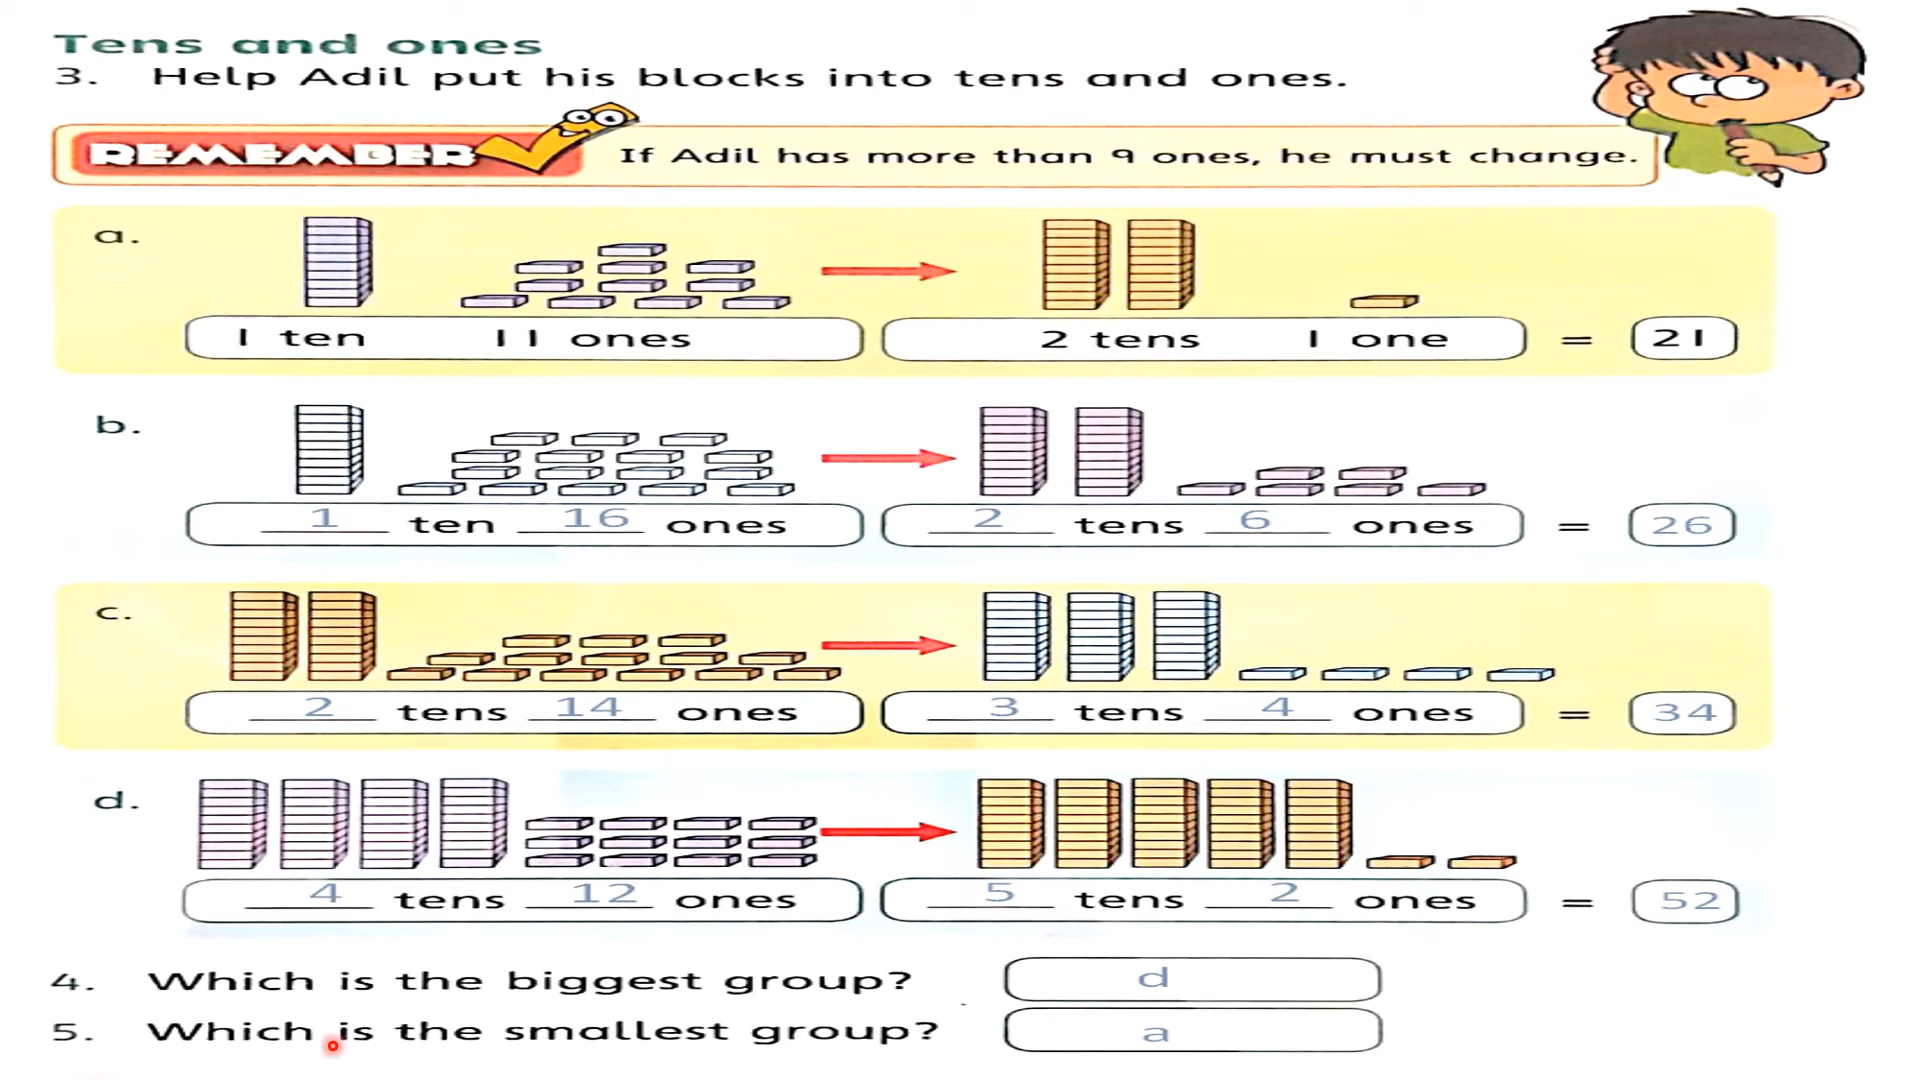 Tens and ones
3. Help Adil put his blocks into tens and ones.
REMEMBER If Adil has more than 9 ones, he must change.
a.
1 ten 11 ones 2 tens 1 one = 21
b.
1 ten 16 ones 2 tens 6 ones = 26
c.
2 tens 14 ones 3 tens 4 ones = 34
d.
4 tens 12 ones 5 tens 2 ones = 52
4. Which is the biggest group? d
5. Which is the smallest group? a